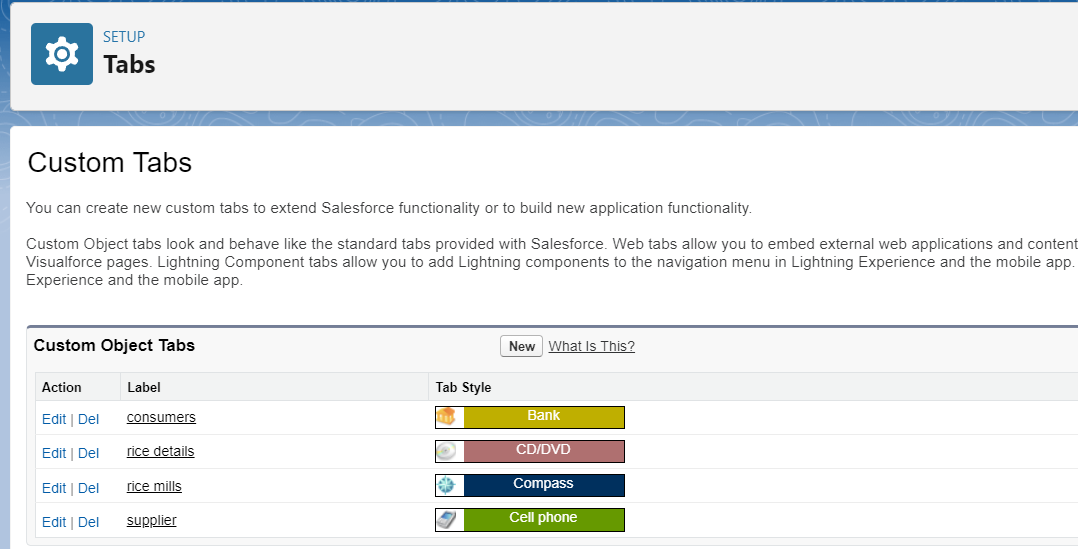 SETUP
Tabs
Custom Tabs
You can create new custom tabs to extend Salesforce functionality or to build new application functionality.
Custom Object tabs look and behave like the standard tabs provided with Salesforce. Web tabs allow you to embed external web applications and content
Visualforce pages. Lightning Component tabs allow you to add Lightning components to the navigation menu in Lightning Experience and the mobile app.
Experience and the mobile app.
Custom Object Tabs New What Is This?
Action Label Tab Style
Edit | Del consumers Bank
Edit | Del rice details CD/DVD
Edit | Del rice mills Compass
Edit | Del supplier Cell phone